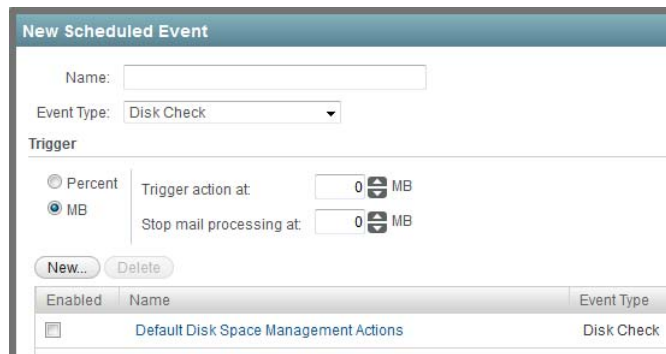 New Scheduled Event
Name:
Event Type: Disk Check
Trigger
Percent
Trigger action at: 0 MB
MB
Stop mail processing at: 0 MB
New... Delete
Enabled Name Event Type
Default Disk Space Management Actions Disk Check